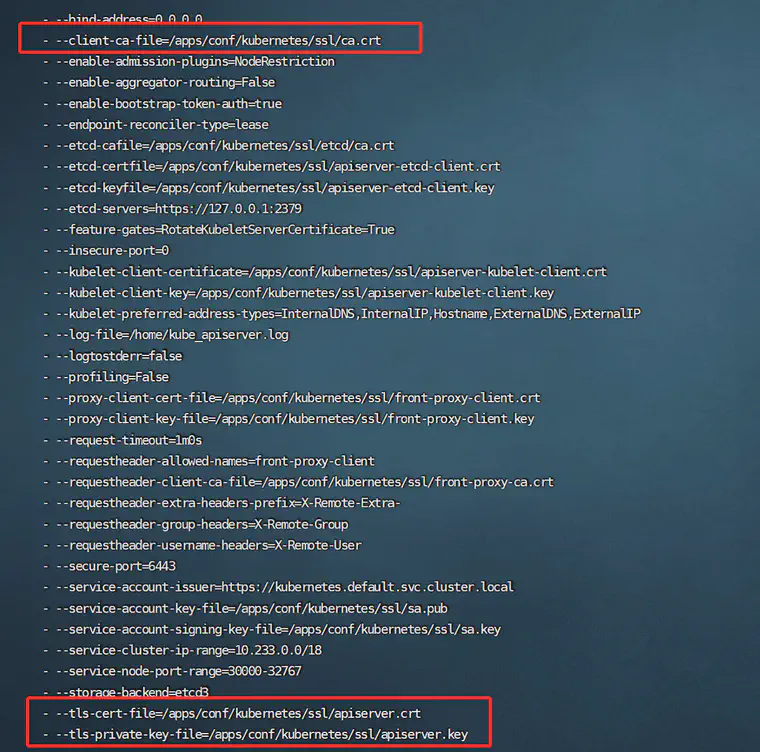 - --bind-address=0.0.0.0
- --client-ca-file=/apps/conf/kubernetes/ssl/ca.crt
- --enable-admission-plugins=NodeRestriction
- --enable-aggregator-routing=False
- --enable-bootstrap-token-auth=true
- --endpoint-reconciler-type=lease
- --etcd-cafile=/apps/conf/kubernetes/ssl/etcd/ca.crt
- --etcd-certfile=/apps/conf/kubernetes/ssl/apiserver-etcd-client.crt
- --etcd-keyfile=/apps/conf/kubernetes/ssl/apiserver-etcd-client.key
- --etcd-servers=https://127.0.0.1:2379
- --feature-gates=RotateKubeletServerCertificate=True
- --insecure-port=0
- --kubelet-client-certificate=/apps/conf/kubernetes/ssl/apiserver-kubelet-client.crt
- --kubelet-client-key=/apps/conf/kubernetes/ssl/apiserver-kubelet-client.key
- --kubelet-preferred-address-types=InternalDNS,InternalIP,Hostname,ExternalDNS,ExternalIP
- --log-file=/home/kube_apiserver.log
- --logtostderr=false
- --profiling=False
- --proxy-client-cert-file=/apps/conf/kubernetes/ssl/front-proxy-client.crt
- --proxy-client-key-file=/apps/conf/kubernetes/ssl/front-proxy-client.key
- --request-timeout=1m0s
- --requestheader-allowed-names=front-proxy-client
- --requestheader-client-ca-file=/apps/conf/kubernetes/ssl/front-proxy-ca.crt
- --requestheader-extra-headers-prefix=X-Remote-Extra-
- --requestheader-group-headers=X-Remote-Group
- --requestheader-username-headers=X-Remote-User
- --secure-port=6443
- --service-account-issuer=https://kubernetes.default.svc.cluster.local
- --service-account-key-file=/apps/conf/kubernetes/ssl/sa.pub
- --service-account-signing-key-file=/apps/conf/kubernetes/ssl/sa.key
- --service-cluster-ip-range=10.233.0.0/18
- --service-node-port-range=30000-32767
- --storage-backend=etcd3
- --tls-cert-file=/apps/conf/kubernetes/ssl/apiserver.crt
- --tls-private-key-file=/apps/conf/kubernetes/ssl/apiserver.key